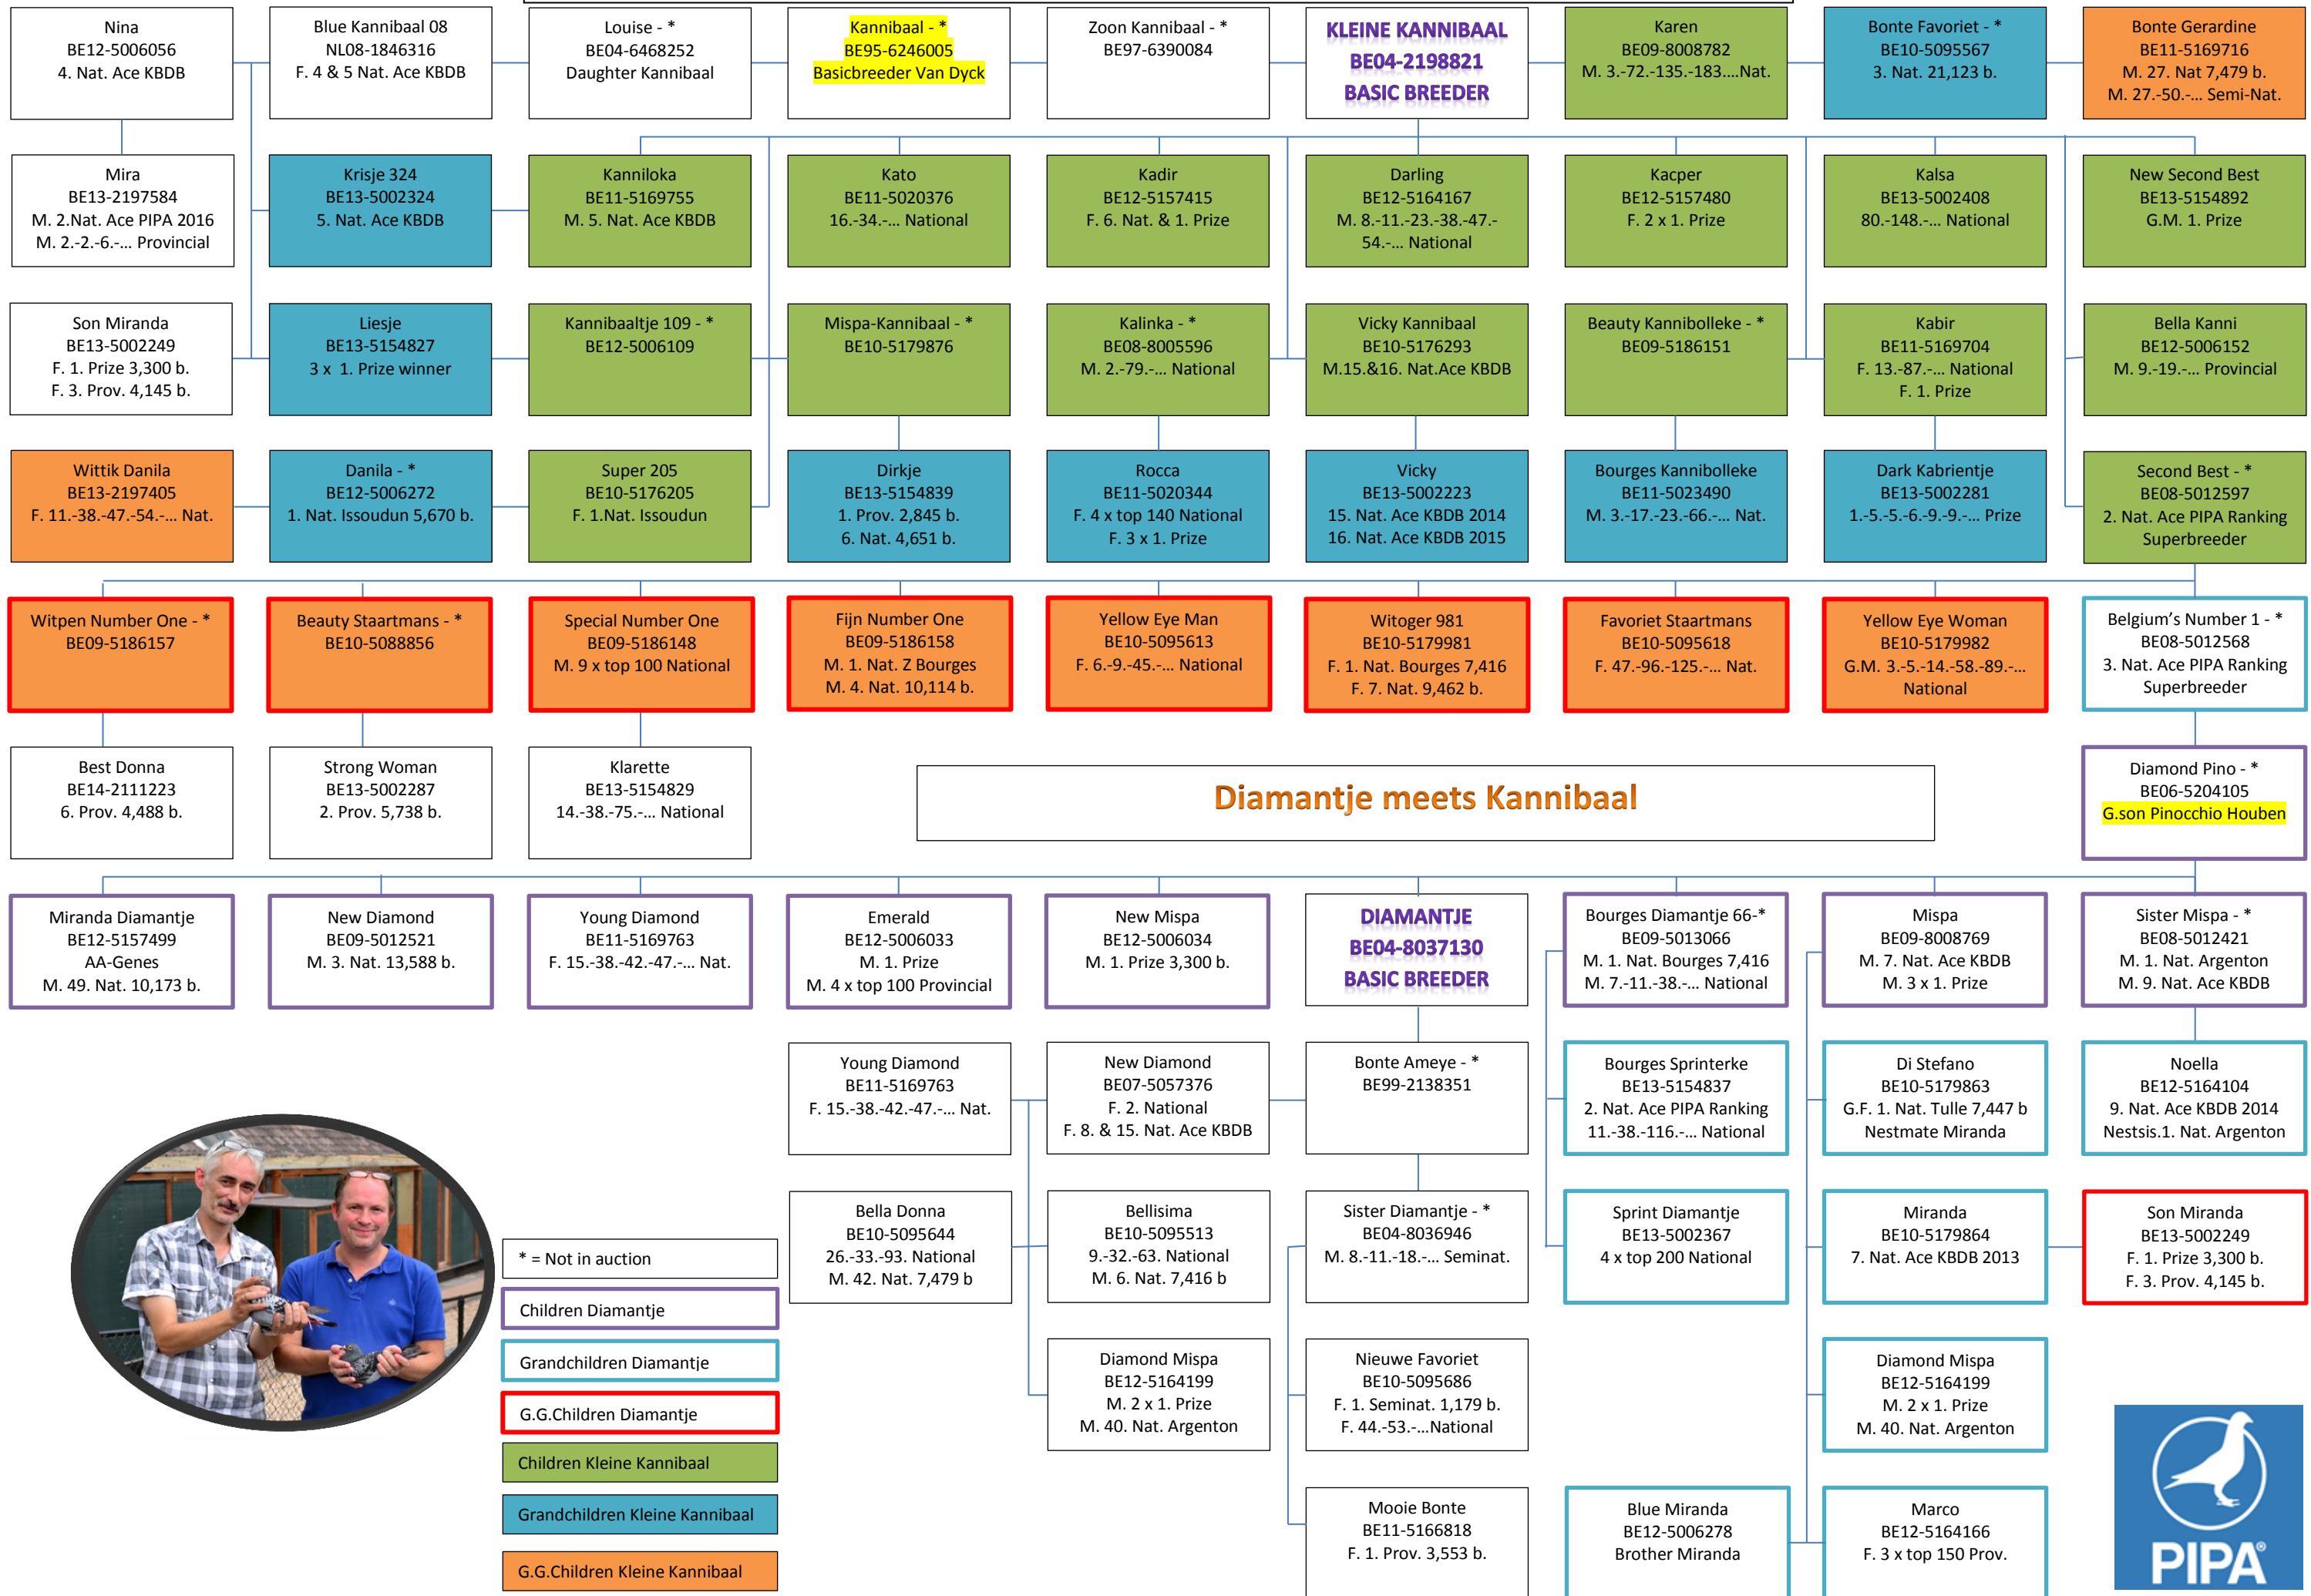 Nina
BE12-5006056
4. Nat. Ace KBDB
Blue Kannibaal 08
NL08-1846316
F. 4 & 5 Nat. Ace KBDB
Louise - *
BE04-6468252
Daughter Kannibaal
Kannibaal - *
BE95-6246005
Basicbreeder Van Dyck
Zoon Kannibaal - *
BE97-6390084
KLEINE KANNIBAAL
BE04-2198821
BASIC BREEDER
Karen
BE09-8008782
M. 3.-72.-135.-183....Nat.
Bonte Favoriet - *
BE10-5095567
3. Nat. 21,123 b.
Bonte Gerardine
BE11-5169716
M. 27. Nat 7,479 b.
M. 27.-50.-... Semi-Nat.
Mira
BE13-2197584
M. 2.Nat. Ace PIPA 2016
M. 2.-2.-6.-... Provincial
Krisje 324
BE13-5002324
5. Nat. Ace KBDB
Kanniloka
BE11-5169755
M. 5. Nat. Ace KBDB
Kato
BE11-5020376
16.-34.-... National
Kadir
BE12-5157415
F. 6. Nat. & 1. Prize
Darling
BE12-5164167
M. 8.-11.-23.-38.-47.-
54.-... National
Kacper
BE12-5157480
F. 2 x 1. Prize
Kalsa
BE13-5002408
80.-148.-... National
New Second Best
BE13-5154892
G.M. 1. Prize
Son Miranda
BE13-5002249
F. 1. Prize 3,300 b.
F. 3. Prov. 4,145 b.
Liesje
BE13-5154827
3 x  1. Prize winner
Kannibaaltje 109 - *
BE12-5006109
Mispa-Kannibaal - *
BE10-5179876
Kalinka - *
BE08-8005596
M. 2.-79.-... National
Vicky Kannibaal
BE10-5176293
M.15.&16. Nat.Ace KBDB
Beauty Kannibolleke - *
BE09-5186151
Kabir
BE11-5169704
F. 13.-87.-... National
F. 1. Prize
Bella Kanni
BE12-5006152
M. 9.-19.-... Provincial
Wittik Danila
BE13-2197405
F. 11.-38.-47.-54.-... Nat.
Danila - *
BE12-5006272
1. Nat. Issoudun 5,670 b.
Super 205
BE10-5176205
F. 1.Nat. Issoudun
Dirkje
BE13-5154839
1. Prov. 2,845 b.
6. Nat. 4,651 b.
Rocca
BE11-5020344
F. 4 x top 140 National
F. 3 x 1. Prize
Vicky
BE13-5002223
15. Nat. Ace KBDB 2014
16. Nat. Ace KBDB 2015
Bourges Kannibolleke
BE11-5023490
M. 3.-17.-23.-66.-... Nat.
Dark Kabrientje
BE13-5002281
1.-5.-5.-6.-9.-9.-... Prize
Second Best - *
BE08-5012597
2. Nat. Ace PIPA Ranking
Superbreeder
Witpen Number One - *
BE09-5186157
Beauty Staartmans - *
BE10-5088856
Special Number One
BE09-5186148
M. 9 x top 100 National
Fijn Number One
BE09-5186158
M. 1. Nat. Z Bourges
M. 4. Nat. 10,114 b.
Yellow Eye Man
BE10-5095613
F. 6.-9.-45.-... National
Witoger 981
BE10-5179981
F. 1. Nat. Bourges 7,416
F. 7. Nat. 9,462 b.
Favoriet Staartmans
BE10-5095618
F. 47.-96.-125.-... Nat.
Yellow Eye Woman
BE10-5179982
G.M. 3.-5.-14.-58.-89.-...
National
Belgium's Number 1 - *
BE08-5012568
3. Nat. Ace PIPA Ranking
Superbreeder
Best Donna
BE14-2111223
6. Prov. 4,488 b.
Strong Woman
BE13-5002287
2. Prov. 5,738 b.
Klarette
BE13-5154829
14.-38.-75.-... National
Diamantje meets Kannibaal
Diamond Pino - *
BE06-5204105
G.son Pinocchio Houben
Miranda Diamantje
BE12-5157499
AA-Genes
M. 49. Nat. 10,173 b.
New Diamond
BE09-5012521
M. 3. Nat. 13,588 b.
Young Diamond
BE11-5169763
F. 15.-38.-42.-47.-... Nat.
Emerald
BE12-5006033
M. 1. Prize
M. 4 x top 100 Provincial
New Mispa
BE12-5006034
M. 1. Prize 3,300 b.
DIAMANTJE
BE04-8037130
BASIC BREEDER
Bourges Diamantje 66-*
BE09-5013066
M. 1. Nat. Bourges 7,416
M. 7.-11.-38.-... National
Mispa
BE09-8008769
M. 7. Nat. Ace KBDB
M. 3 x 1. Prize
Sister Mispa - *
BE08-5012421
M. 1. Nat. Argenton
M. 9. Nat. Ace KBDB
Young Diamond
BE11-5169763
F. 15.-38.-42.-47.-... Nat.
New Diamond
BE07-5057376
F. 2. National
F. 8. & 15. Nat. Ace KBDB
Bonte Ameye - *
BE99-2138351
Bourges Sprinterke
BE13-5154837
2. Nat. Ace PIPA Ranking
11.-38.-116.-... National
Di Stefano
BE10-5179863
G.F. 1. Nat. Tulle 7,447 b
Nestmate Miranda
Noella
BE12-5164104
9. Nat. Ace KBDB 2014
Nestsis.1. Nat. Argenton
Bella Donna
BE10-5095644
26.-33.-93. National
M. 42. Nat. 7,479 b
Bellisima
BE10-5095513
9.-32.-63. National
M. 6. Nat. 7,416 b
Sister Diamantje - *
BE04-8036946
M. 8.-11.-18.-... Seminat.
Sprint Diamantje
BE13-5002367
4 x top 200 National
Miranda
BE10-5179864
7. Nat. Ace KBDB 2013
Son Miranda
BE13-5002249
F. 1. Prize 3,300 b.
F. 3. Prov. 4,145 b.
* = Not in auction
Children Diamantje
Grandchildren Diamantje
G.G.Children Diamantje
Children Kleine Kannibaal
Grandchildren Kleine Kannibaal
G.G.Children Kleine Kannibaal
Diamond Mispa
BE12-5164199
M. 2 x 1. Prize
M. 40. Nat. Argenton
Nieuwe Favoriet
BE10-5095686
F. 1. Seminat. 1,179 b.
F. 44.-53.-...National
Diamond Mispa
BE12-5164199
M. 2 x 1. Prize
M. 40. Nat. Argenton
Mooie Bonte
BE11-5166818
F. 1. Prov. 3,553 b.
Blue Miranda
BE12-5006278
Brother Miranda
Marco
BE12-5164166
F. 3 x top 150 Prov.
PIPA®